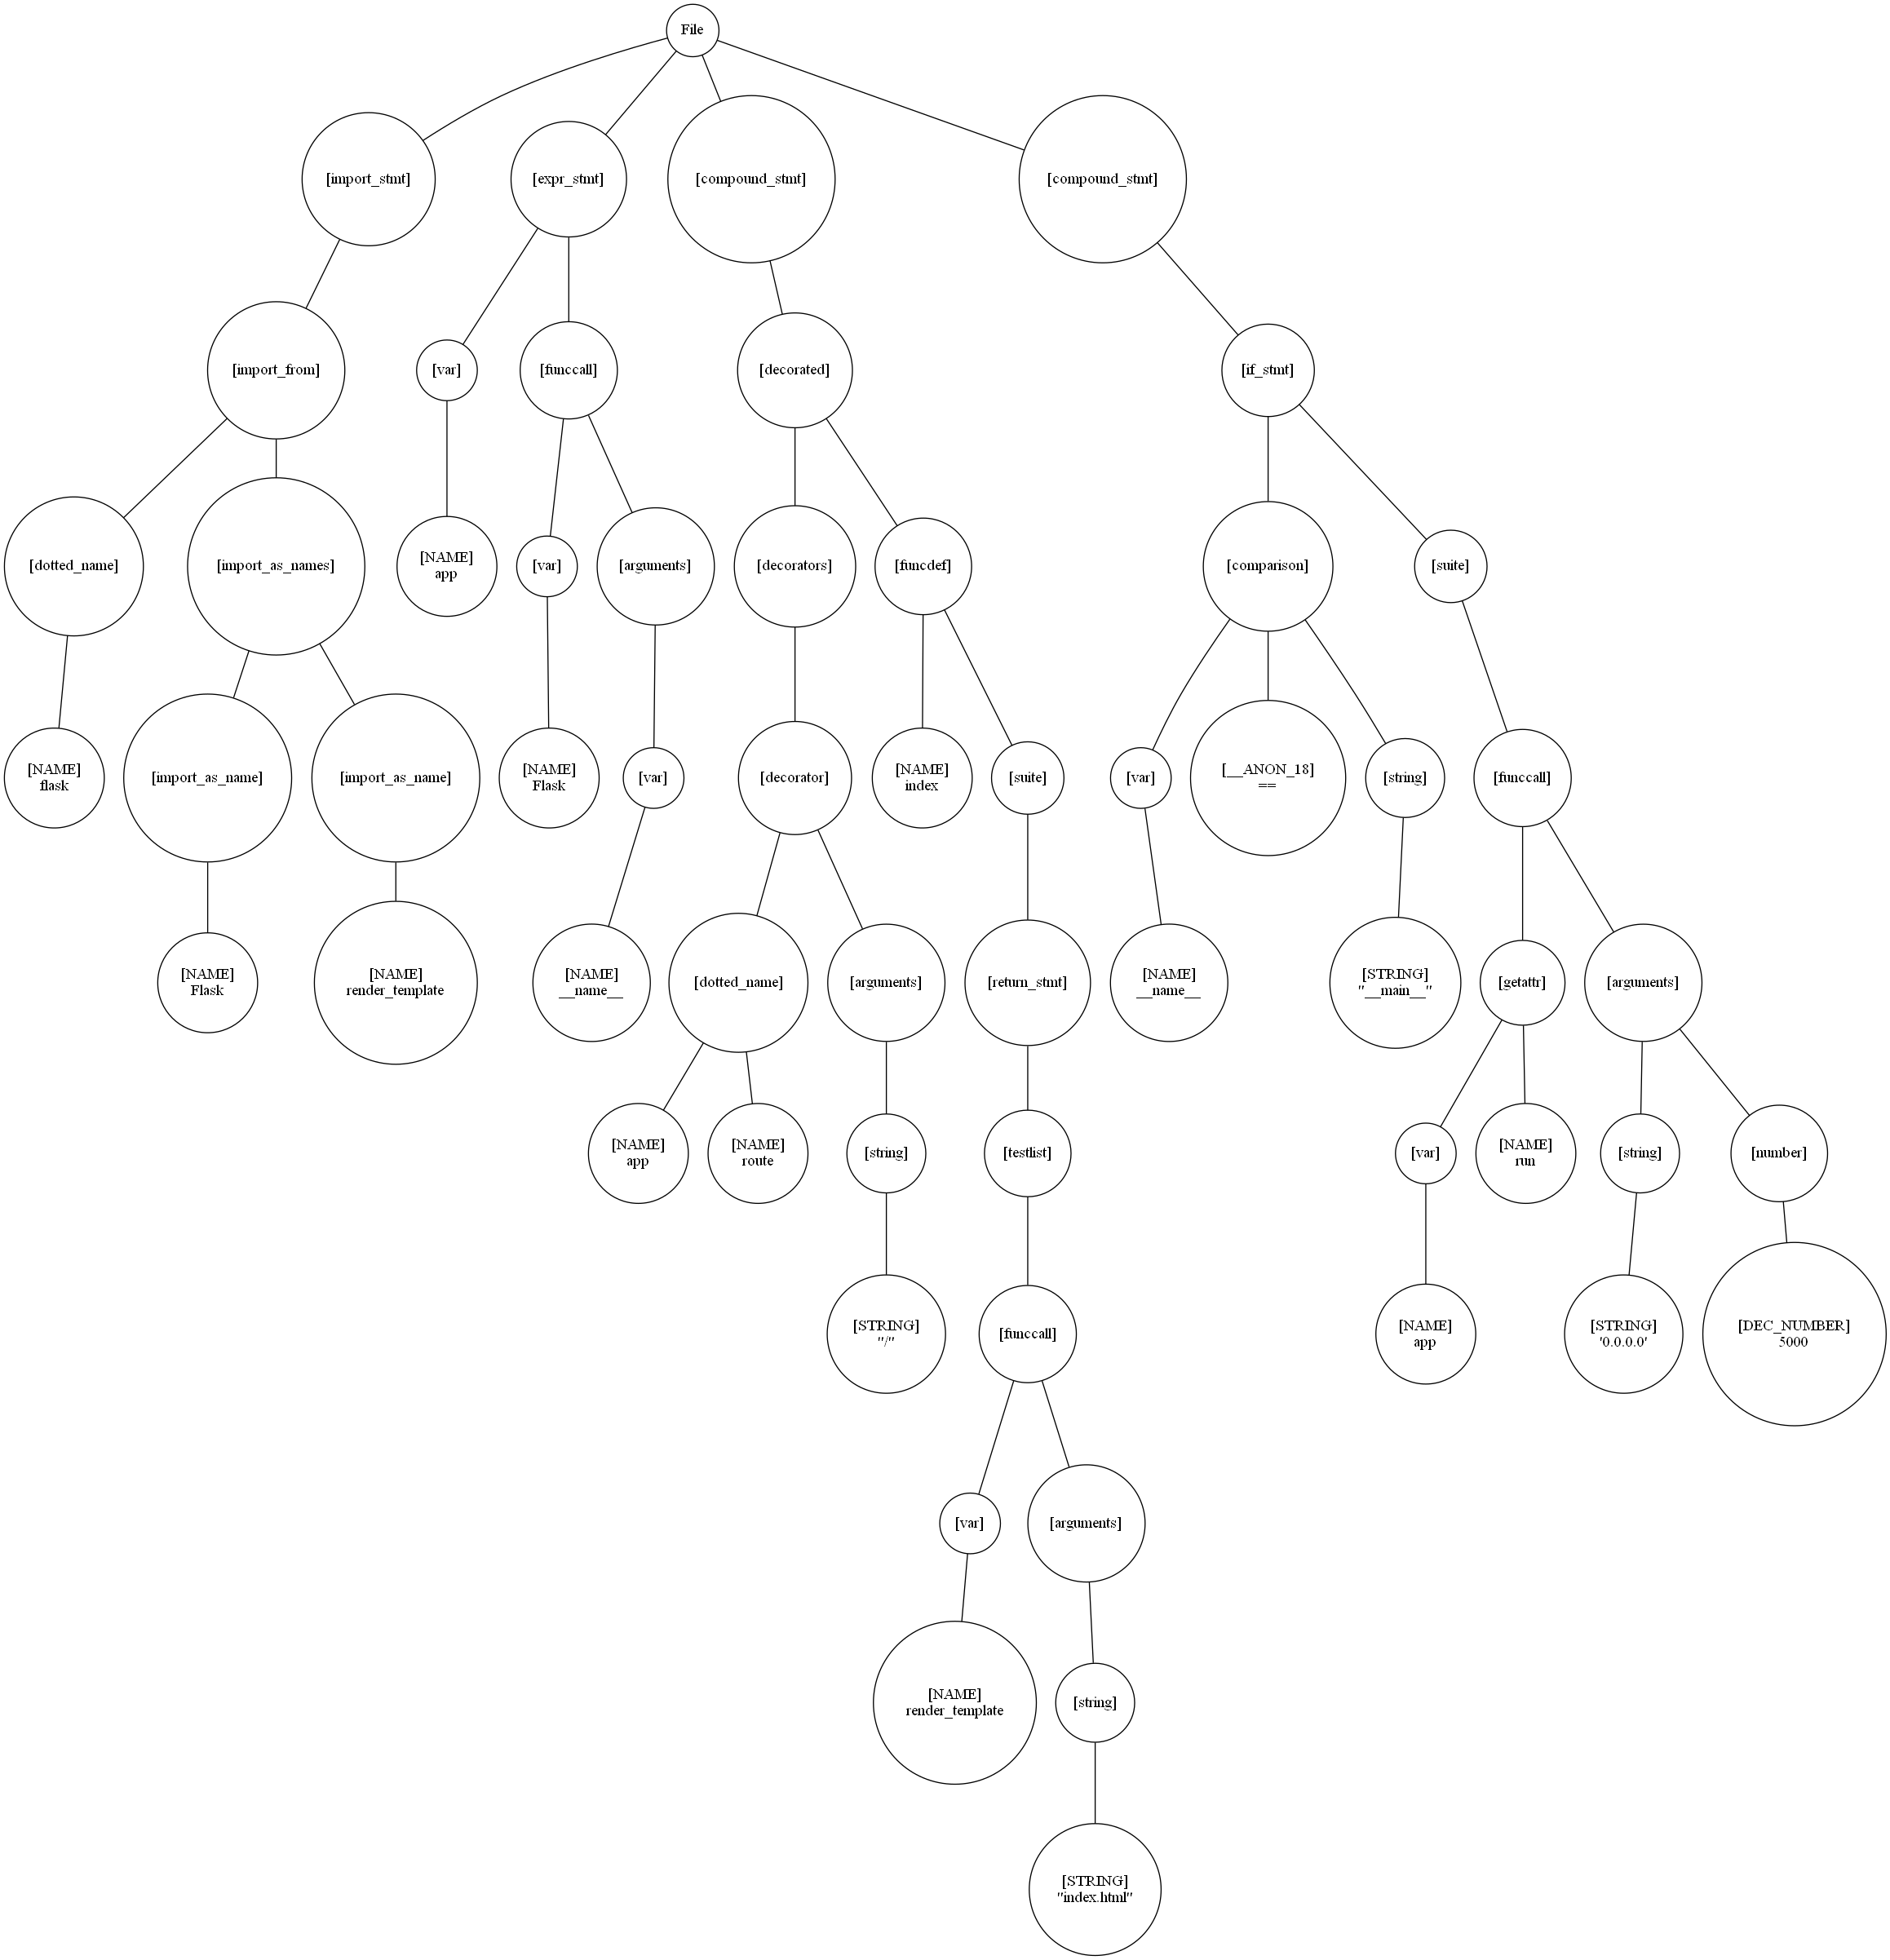 File
[import_stmt]
[expr_stmt]
[compound_stmt]
[compound_stmt]
[import_from]
[var]
[funccall]
[decorated]
[if_stmt]
[dotted_name]
[import_as_names]
[NAME]
app
[var]
[arguments]
[decorators]
[funcdef]
[comparison]
[suite]
[NAME]
flask
[import_as_name]
[import_as_name]
[NAME]
Flask
[var]
[decorator]
[NAME]
index
[suite]
[var]
[__ANON_18]
==
[string]
[funccall]
[NAME]
Flask
[NAME]
render_template
[NAME]
__name__
[dotted_name]
[arguments]
[return_stmt]
[NAME]
__name__
[STRING]
"__main__"
[getattr]
[arguments]
[NAME]
app
[NAME]
route
[string]
[testlist]
[var]
[NAME]
run
[string]
[number]
[STRING]
"/"
[funccall]
[NAME]
app
[STRING]
'0.0.0.0'
[DEC_NUMBER]
5000
[var]
[arguments]
[NAME]
render_template
[string]
[STRING]
"index.html"